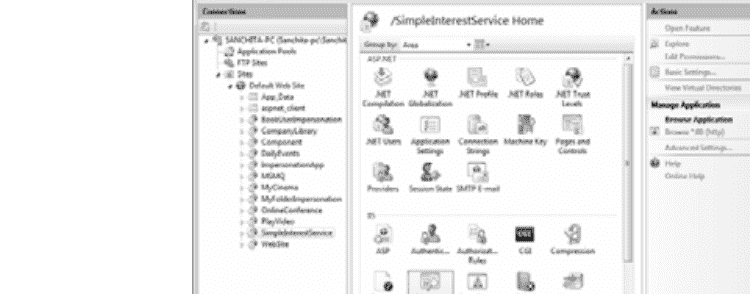 Connections
SANCHITA-PC (Sanchita-pc\Sanchit
Application Pools
FTP Sites
Sites
Default Web Site
App_Data
aspnet_client
BookUserImpersonation
CompanyLibrary
Component
DailyEvents
ImpersonationApp
MSMQ
MyCinema
MyFolderImpersonation
OnlineConference
PlayVideo
SimpleInterestService
WebSite
/SimpleInterestService Home
Group by: Area
ASP.NET
.NET Compilation
.NET Globalization
.NET Profile
.NET Roles
.NET Trust Levels
.NET Users
Application Settings
Connection Strings
Machine Key
Pages and Controls
Providers
Session State
SMTP E-mail
IIS
ASP
Authentic...
Authorizat... Rules
CGI
Compression
Actions
Open Feature
Explore
Edit Permissions...
Basic Settings...
View Virtual Directories
Manage Application
Browse Application
Browse *:80 (http)
Advanced Settings...
Help
Online Help